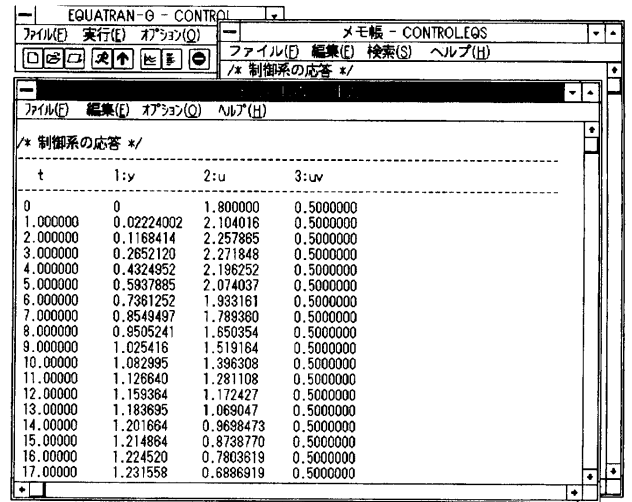 EQUATRAN-G - CONTROL
ファイル(F) 実行(E) オプション(O)
メモ帳 - CONTROL.EQS
ファイル(F) 編集(E) 検索(S) ヘルプ(H)
/* 制御系の応答 */
ファイル(F) 編集(E) オプション(O) ヘルプ(H)
/* 制御系の応答 */
t 1:y 2:u 3:uv
0 0 1.800000 0.5000000
1.000000 0.02224002 2.104016 0.5000000
2.000000 0.1168414 2.257865 0.5000000
3.000000 0.2652120 2.271848 0.5000000
4.000000 0.4324952 2.196252 0.5000000
5.000000 0.5937885 2.074037 0.5000000
6.000000 0.7361252 1.933161 0.5000000
7.000000 0.8549497 1.789360 0.5000000
8.000000 0.9505241 1.650354 0.5000000
9.000000 1.025416 1.519164 0.5000000
10.00000 1.082995 1.396308 0.5000000
11.00000 1.126640 1.281108 0.5000000
12.00000 1.159364 1.172427 0.5000000
13.00000 1.183695 1.069047 0.5000000
14.00000 1.201664 0.9698473 0.5000000
15.00000 1.214864 0.8738770 0.5000000
16.00000 1.224520 0.7803619 0.5000000
17.00000 1.231558 0.6886919 0.5000000